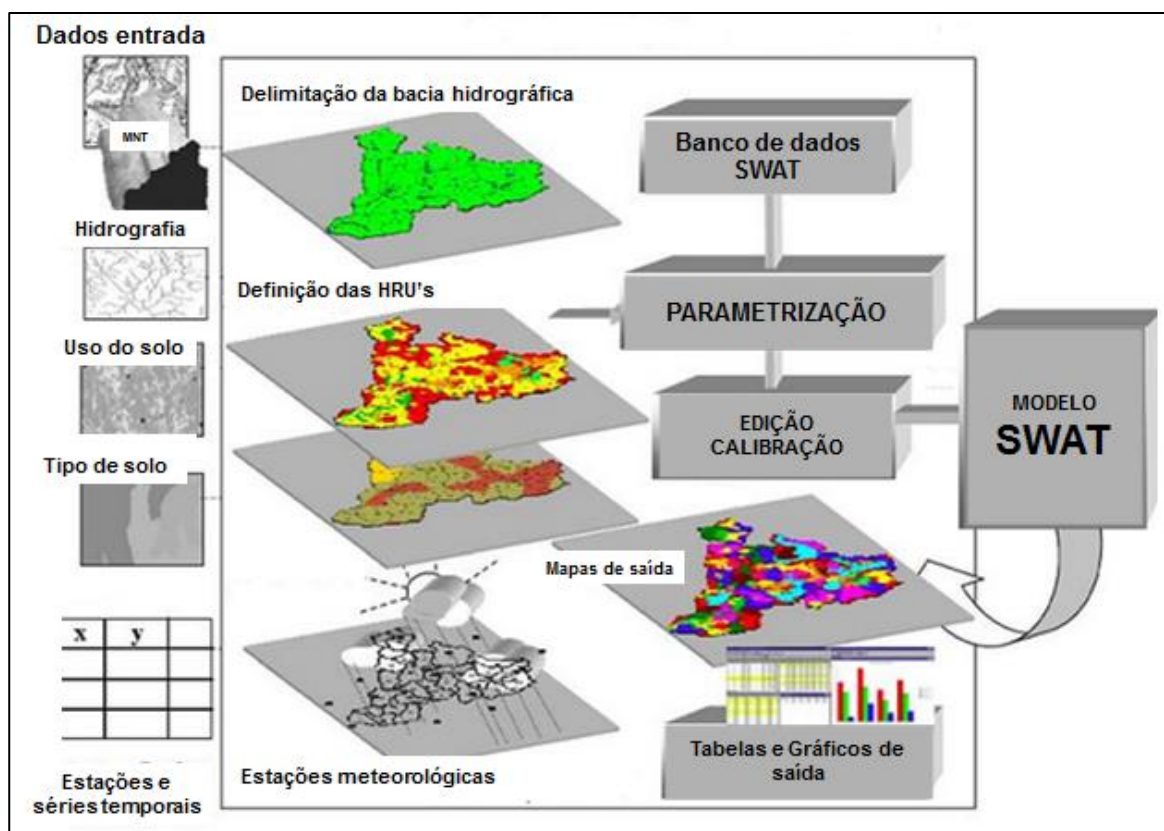 Dados entrada
MNT
Hidrografia
Uso do solo
Tipo de solo
x y
Estações e
séries temporais
Delimitação da bacia hidrográfica
Definição das HRU's
Estações meteorológicas
Banco de dados
SWAT
PARAMETRIZAÇÃO
EDIÇÃO
CALIBRAÇÃO
MODELO
SWAT
Mapas de saída
Tabelas e Gráficos de
saída